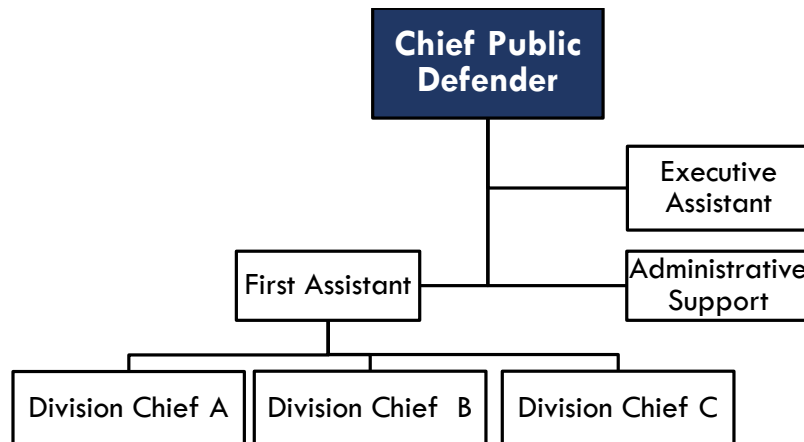 Chief Public
Defender
Executive
Assistant
First Assistant
Administrative
Support
Division Chief A
Division Chief  B
Division Chief C